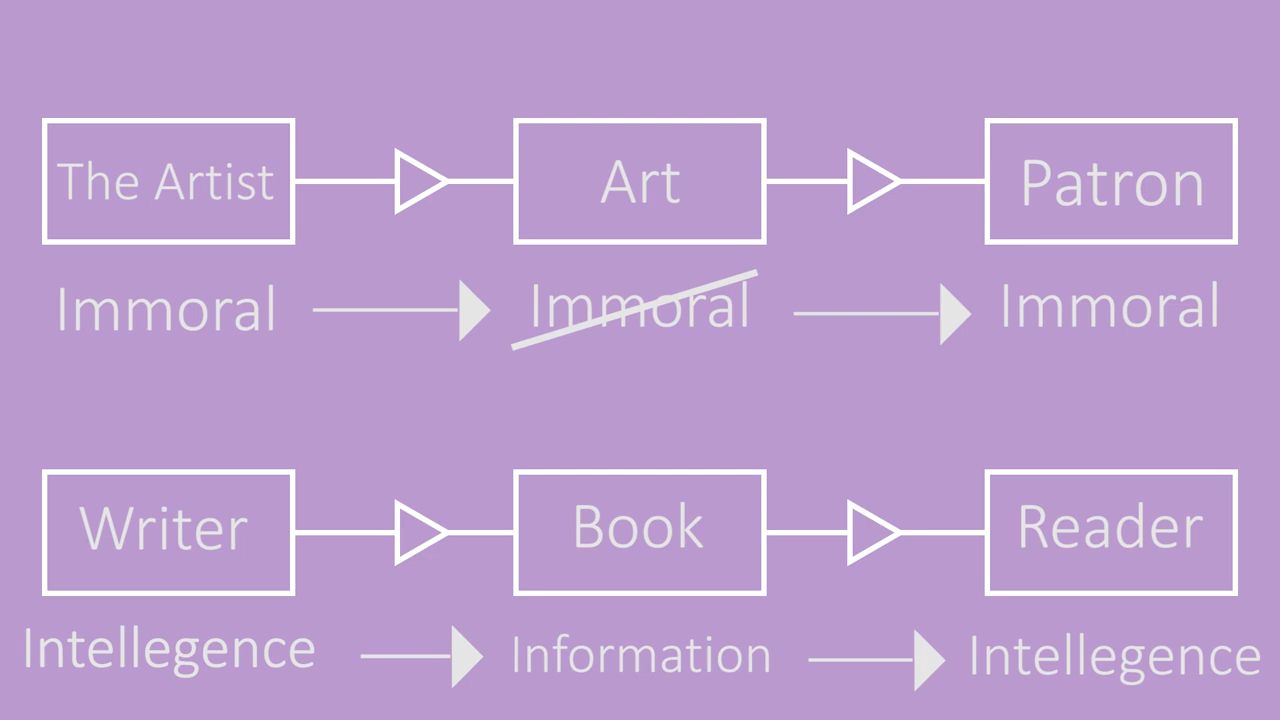 The Artist
Art
Patron
Immoral
Immoral
Immoral
Writer
Book
Reader
Intellegence
Information
Intellegence